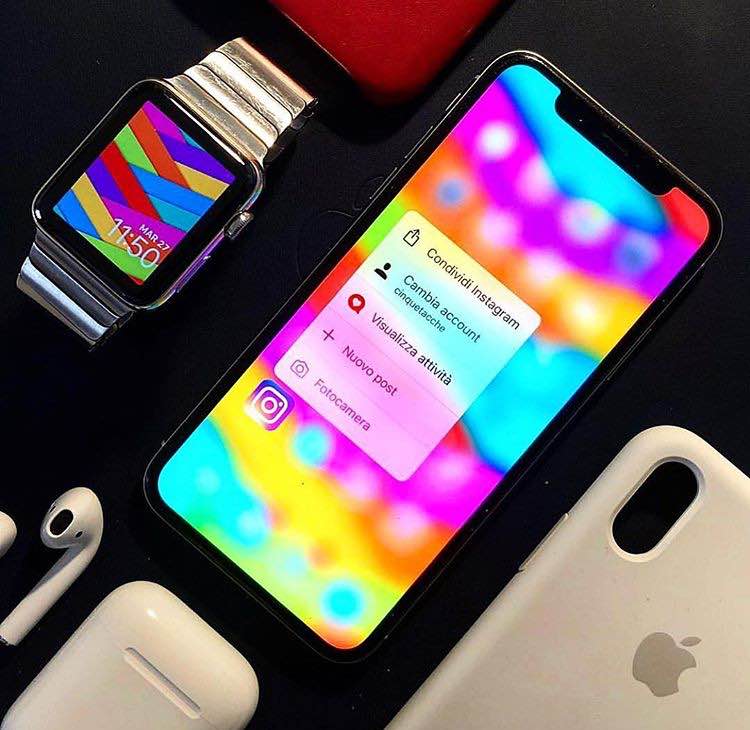 MAR 27
11:50
Condividi Instagram
Cambia account
cinquetacche
Visualizza attività
Nuovo post
Fotocamera